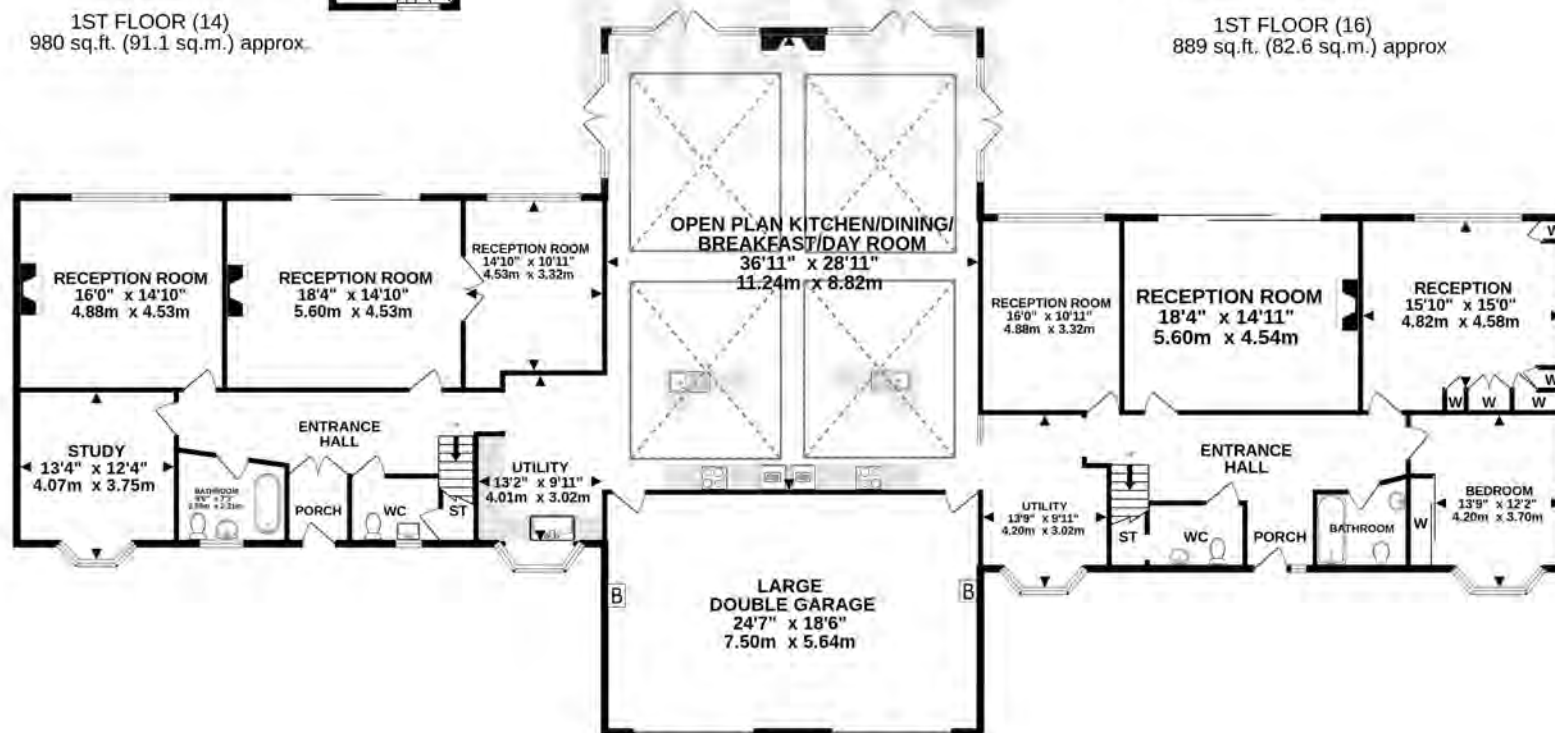 1ST FLOOR (14)
980 sq.ft. (91.1 sq.m.) approx.
1ST FLOOR (16)
889 sq.ft. (82.6 sq.m.) approx
RECEPTION ROOM
16'0" x 14'10"
4.88m x 4.53m
RECEPTION ROOM
18'4" x 14'10"
5.60m x 4.53m
RECEPTION ROOM
14'10" x 10'11"
4.53m x 3.32m
OPEN PLAN KITCHEN/DINING/
BREAKFAST/DAY ROOM
36'11" x 28'11"
11.24m x 8.82m
RECEPTION ROOM
16'0" x 10'11"
4.88m x 3.32m
RECEPTION ROOM
18'4" x 14'11"
5.60m x 4.54m
RECEPTION
15'10" x 15'0"
4.82m x 4.58m
W
W
W
W
W
STUDY
13'4" x 12'4"
4.07m x 3.75m
ENTRANCE
HALL
BATHROOM
PORCH
WC
ST
UTILITY
13'2" x 9'11"
4.01m x 3.02m
LARGE
DOUBLE GARAGE
24'7" x 18'6"
7.50m x 5.64m
B
B
UTILITY
13'9" x 9'11"
4.20m x 3.02m
ST
WC
ENTRANCE
HALL
PORCH
BATHROOM
W
BEDROOM
13'9" x 12'2"
4.20m x 3.70m